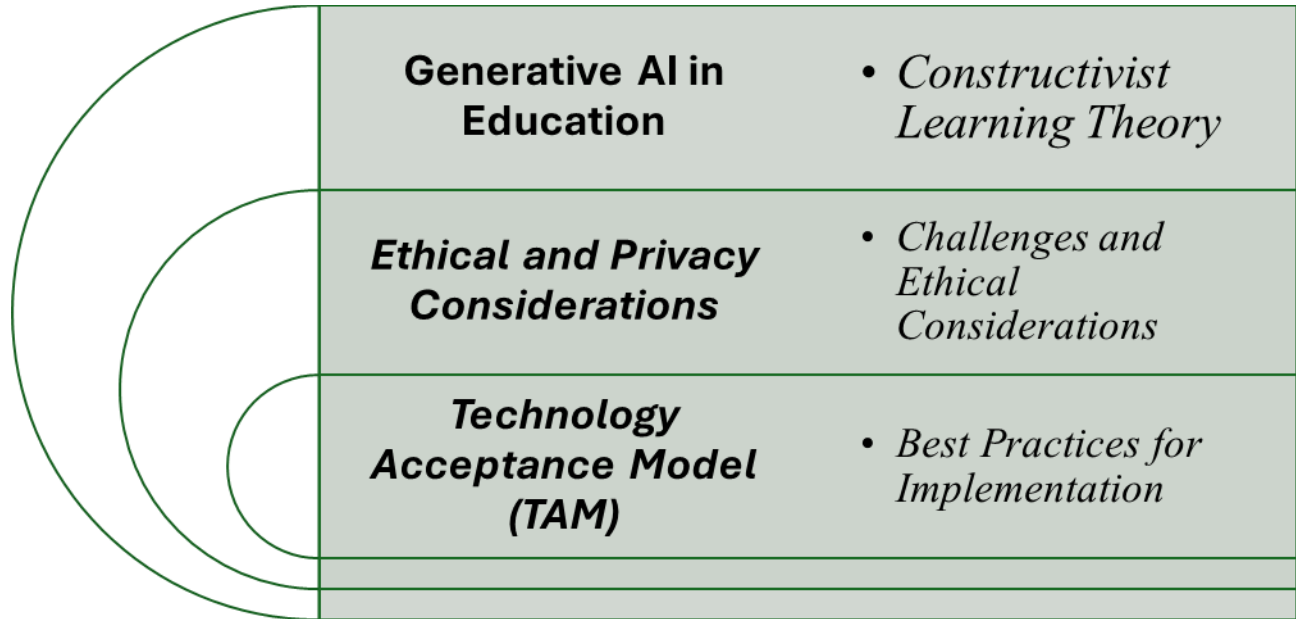 Generative AI in
Education
• Constructivist
Learning Theory
Ethical and Privacy
Considerations
• Challenges and
Ethical
Considerations
Technology
Acceptance Model
(TAM)
• Best Practices for
Implementation